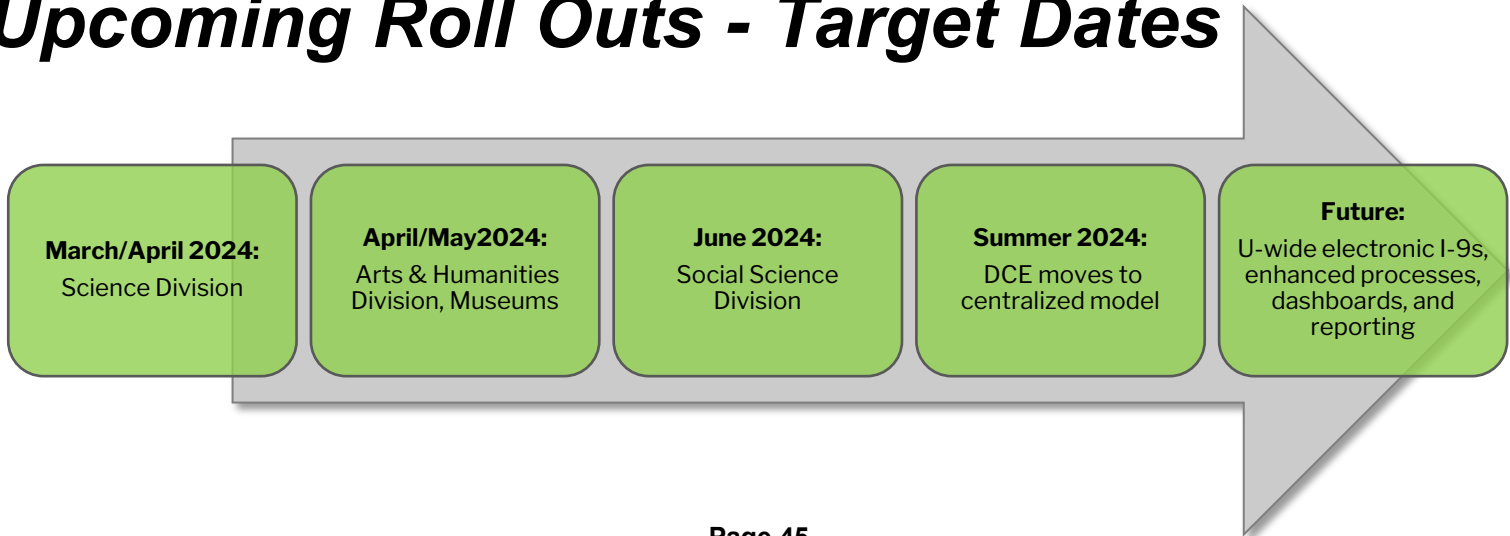 Upcoming Roll Outs - Target Dates
March/April 2024:
Science Division
April/May2024:
Arts & Humanities
Division, Museums
June 2024:
Social Science
Division
Summer 2024:
DCE moves to
centralized model
Future:
U-wide electronic I-9s,
enhanced processes,
dashboards, and
reporting
Page 45